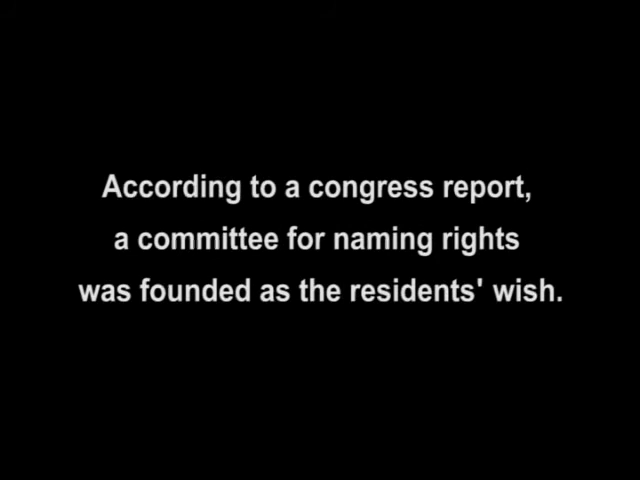 According to a congress report,
a committee for naming rights
was founded as the residents' wish.